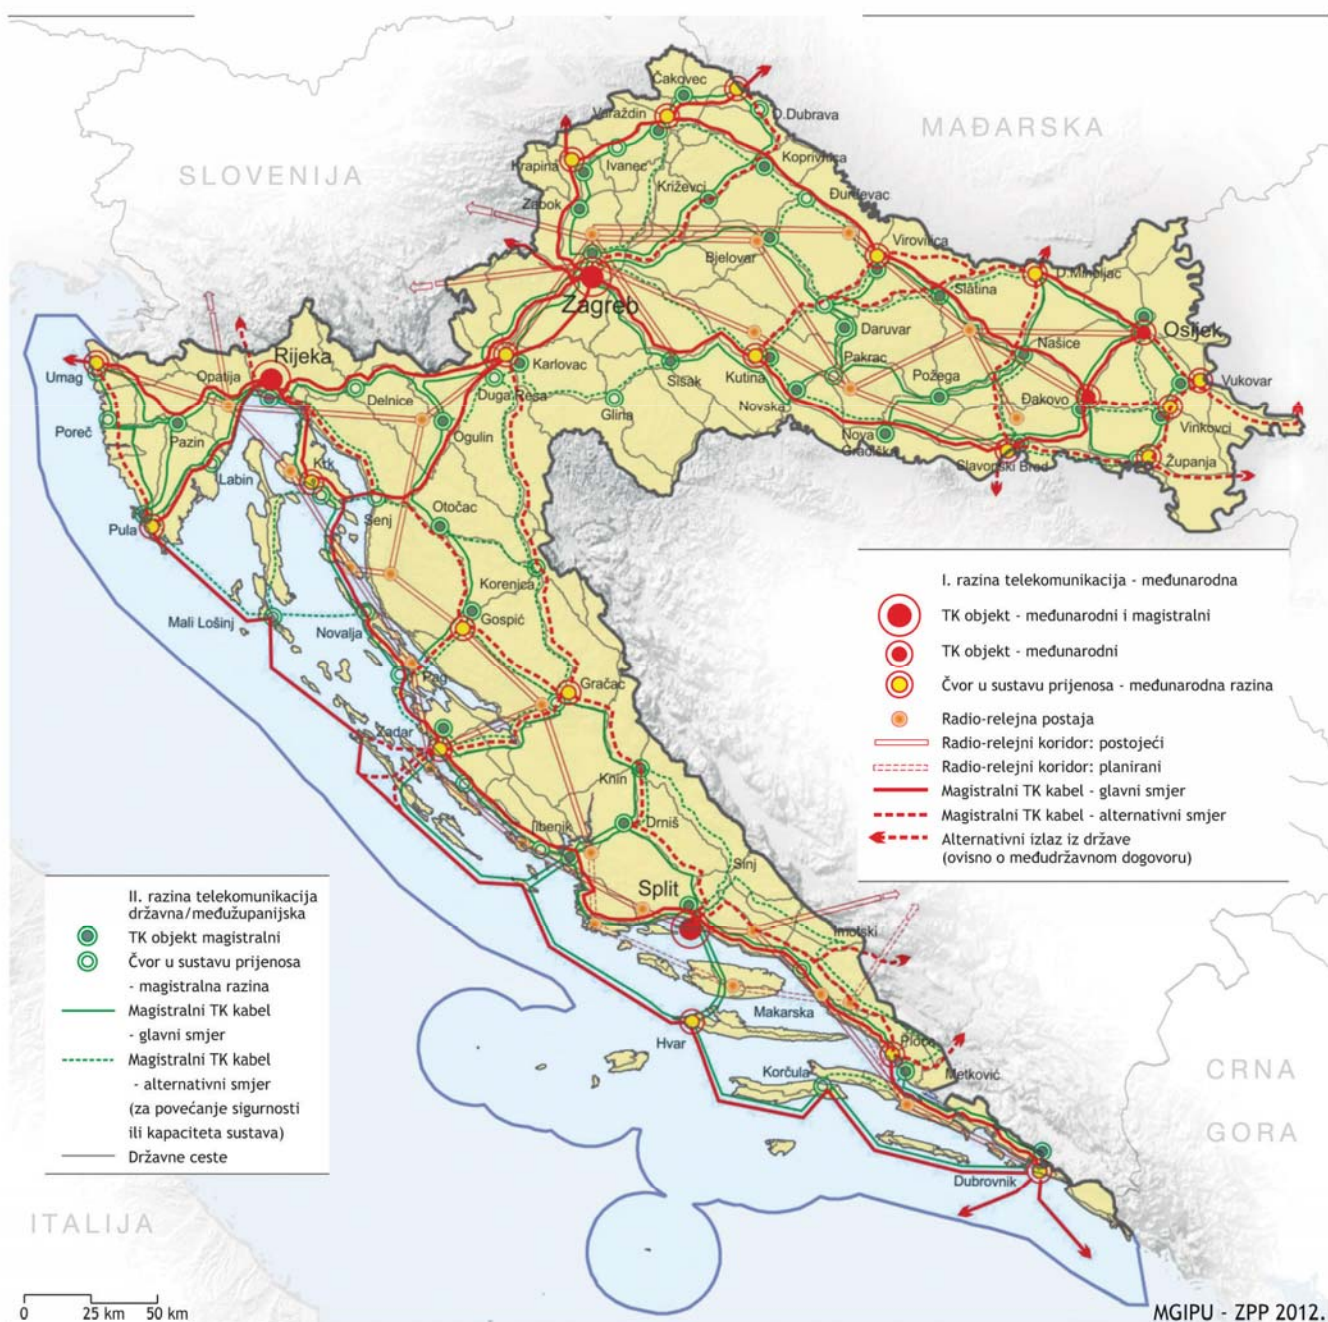 MAĐARSKA
SLOVENIJA
Čakovec
Varaždin
D.Dubrava
Krapina
Ivanec
Koprivnica
Križevci
Đurđevac
Zabok
Bjelovar
Virovitica
D.Miholjac
Slatina
Zagreb
Daruvar
Osijek
Našice
Rijeka
Karlovac
Pakrac
Umag
Opatija
Sisak
Kutina
Požega
Vukovar
Delnice
Duga Resa
Đakovo
Glina
Novska
Poreč
Pazin
Ogulin
Vinkovci
Nova
Gradiška
Slavonski Brod
Županja
Labin
Krk
Senj
Otočac
Pula
Korenica
Mali Lošinj
Novalja
Gospić
Pag
Gračac
Zadar
Knin
Drniš
Sinj
Split
Imotski
Makarska
Hvar
Ploče
Metković
Korčula
Dubrovnik
CRNA
GORA
ITALIJA
I. razina telekomunikacija - međunarodna
TK objekt - međunarodni i magistralni
TK objekt - međunarodni
Čvor u sustavu prijenosa - međunarodna razina
Radio-relejna postaja
Radio-relejni koridor: postojeći
Radio-relejni koridor: planirani
Magistralni TK kabel - glavni smjer
Magistralni TK kabel - alternativni smjer
Alternativni izlaz iz države
(ovisno o međudržavnom dogovoru)
II. razina telekomunikacija
državna/međužupanijska
TK objekt magistralni
Čvor u sustavu prijenosa
- magistralna razina
Magistralni TK kabel
- glavni smjer
Magistralni TK kabel
- alternativni smjer
(za povećanje sigurnosti
ili kapaciteta sustava)
Državne ceste
0 25 km 50 km
MGIPU - ZPP 2012.